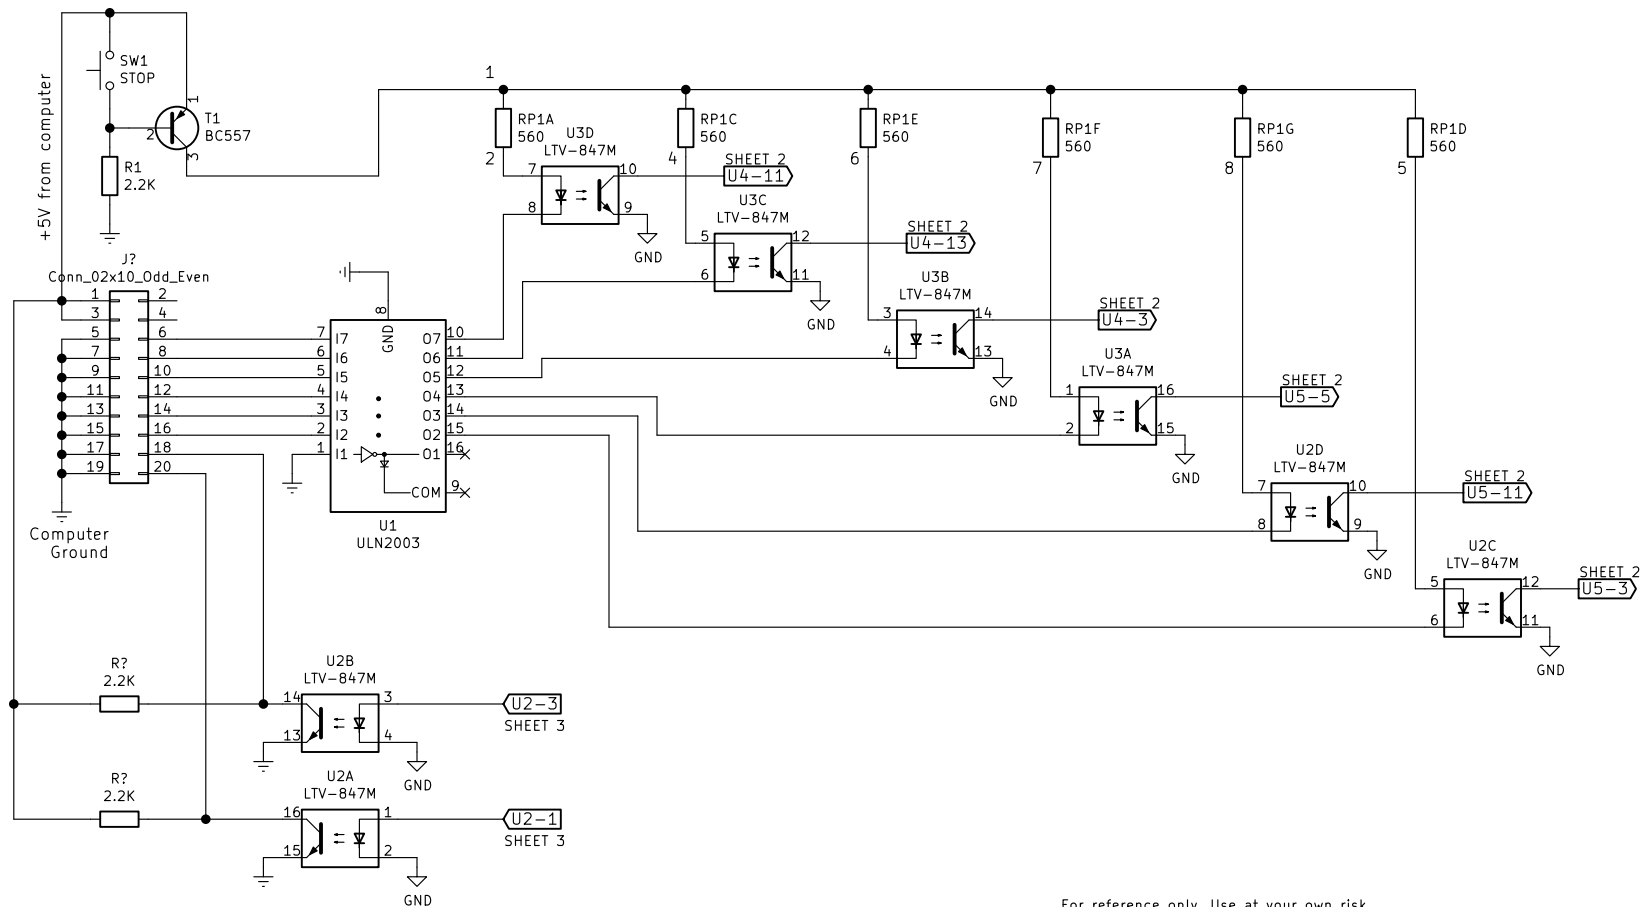 +5V from computer
SW1
STOP
1
2
3
T1
BC557
R1
2.2K
J?
Conn_02x10_Odd_Even
1 2
3 4
5 6
7 8
9 10
11 12
13 14
15 16
17 18
19 20
Computer
Ground
8
GND
7 I7 O7 10
6 I6 O6 11
5 I5 O5 12
4 I4 O4 13
3 I3 O3 14
2 I2 O2 15
1 I1 O1 16
COM 9
U1
ULN2003
1
RP1A
560
2
U3D
LTV-847M
7 10
8 9
SHEET 2
U4-11
GND
RP1C
560
4
U3C
LTV-847M
5 12
6 11
SHEET 2
U4-13
GND
RP1E
560
6
U3B
LTV-847M
3 14
4 13
SHEET 2
U4-3
GND
RP1F
560
7
U3A
LTV-847M
1 16
2 15
SHEET 2
U5-5
GND
RP1G
560
8
U2D
LTV-847M
7 10
8 9
SHEET 2
U5-11
GND
RP1D
560
5
U2C
LTV-847M
5 12
6 11
SHEET 2
U5-3
GND
R?
2.2K
U2B
LTV-847M
14 3
13 4
U2-3
SHEET 3
GND
R?
2.2K
U2A
LTV-847M
16 1
15 2
U2-1
SHEET 3
GND
For reference only. Use at your own risk